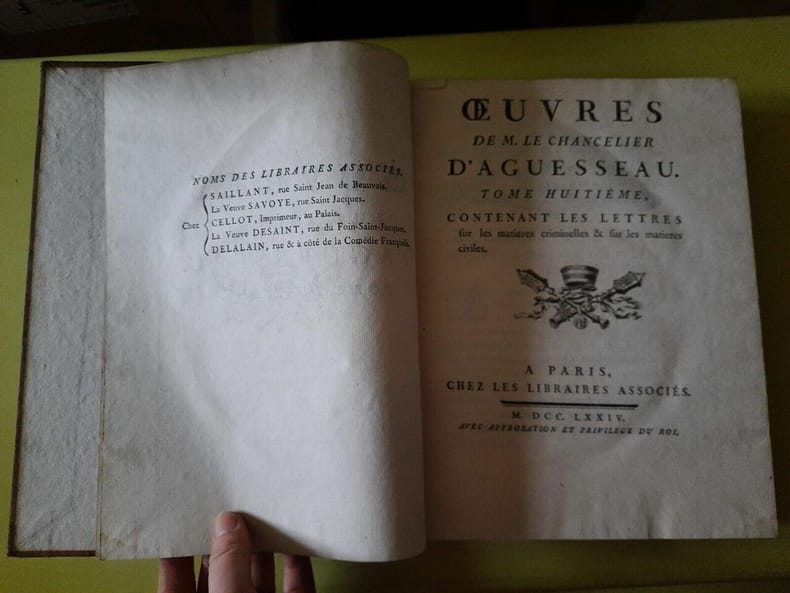 NOMS DES LIBRAIRES ASSOCIÉS.
SAILLANT, rue Saint Jean de Beauvais.
La Veuve SAVOYE, rue Saint Jacques.
Chez CELLOT, Imprimeur, au Palais.
La Veuve DESAINT, rue du Foin-Saint-Jacques.
DELALAIN, rue & à côté de la Comédie Françoise.
ŒUVRES
DE M. LE CHANCELIER
D'AGUESSEAU.
TOME HUITIÉME,
CONTENANT LES LETTRES
sur les matieres criminelles & sur les matieres
civiles.
A PARIS,
CHEZ LES LIBRAIRES ASSOCIÉS.
M. DCC. LXXIV.
AVEC APPROBATION ET PRIVILEGE DU ROI.